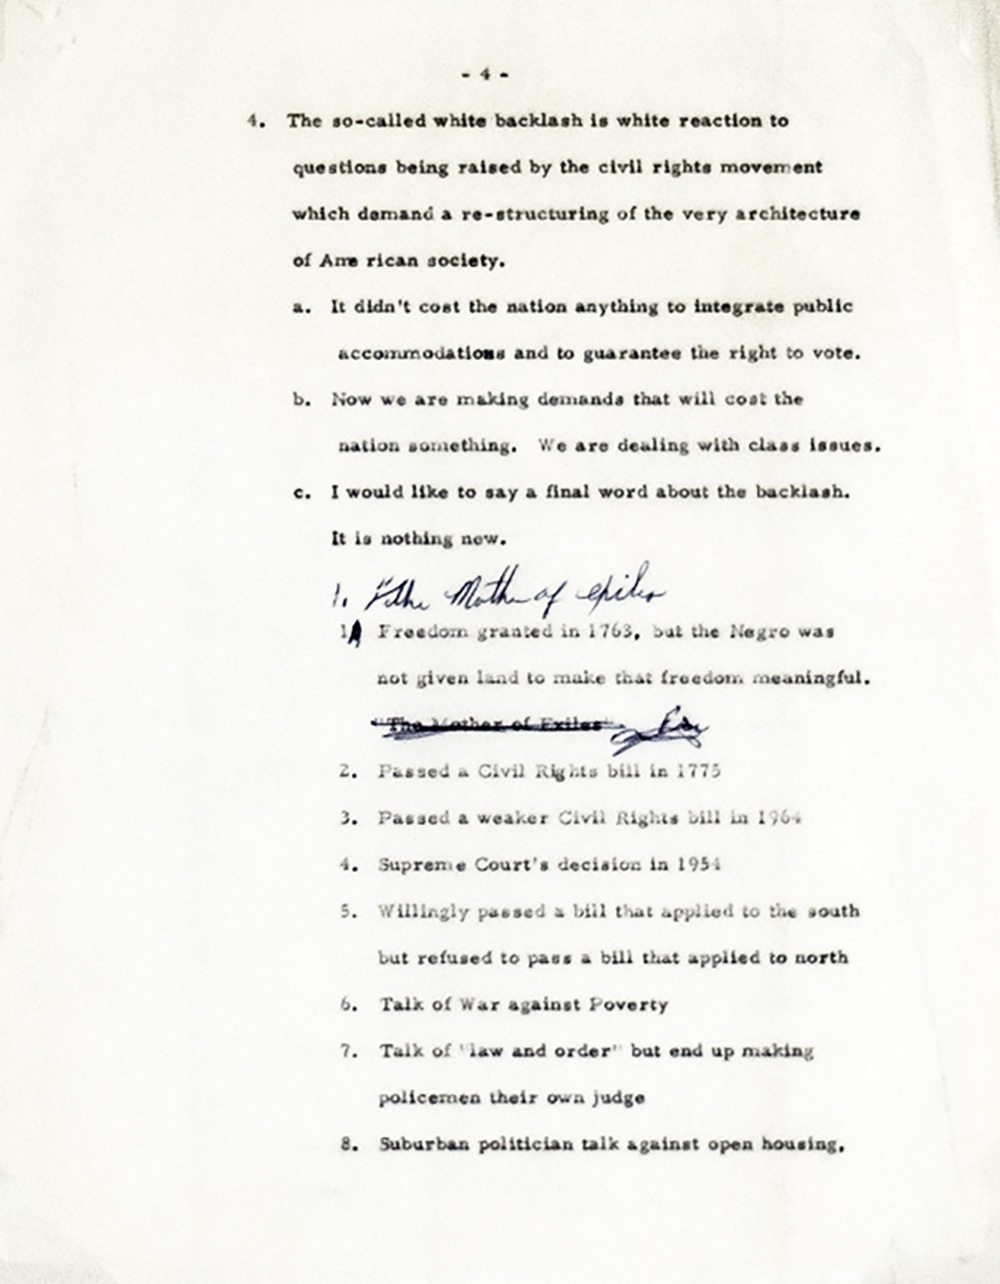 - 4 -
4. The so-called white backlash is white reaction to
questions being raised by the civil rights movement
which demand a re-structuring of the very architecture
of Ame rican society.
a. It didn't cost the nation anything to integrate public
accommodations and to guarantee the right to vote.
b. Now we are making demands that will cost the
nation something. We are dealing with class issues.
c. I would like to say a final word about the backlash.
It is nothing new.
1. "The Mother of exiles
1 Freedom granted in 1763, but the Negro was
not given land to make that freedom meaningful.
"The Mother of Exiles"
2. Passed a Civil Rights bill in 1775
3. Passed a weaker Civil Rights bill in 1964
4. Supreme Court's decision in 1954
5. Willingly passed a bill that applied to the south
but refused to pass a bill that applied to north
6. Talk of War against Poverty
7. Talk of "law and order" but end up making
policemen their own judge
8. Suburban politician talk against open housing.